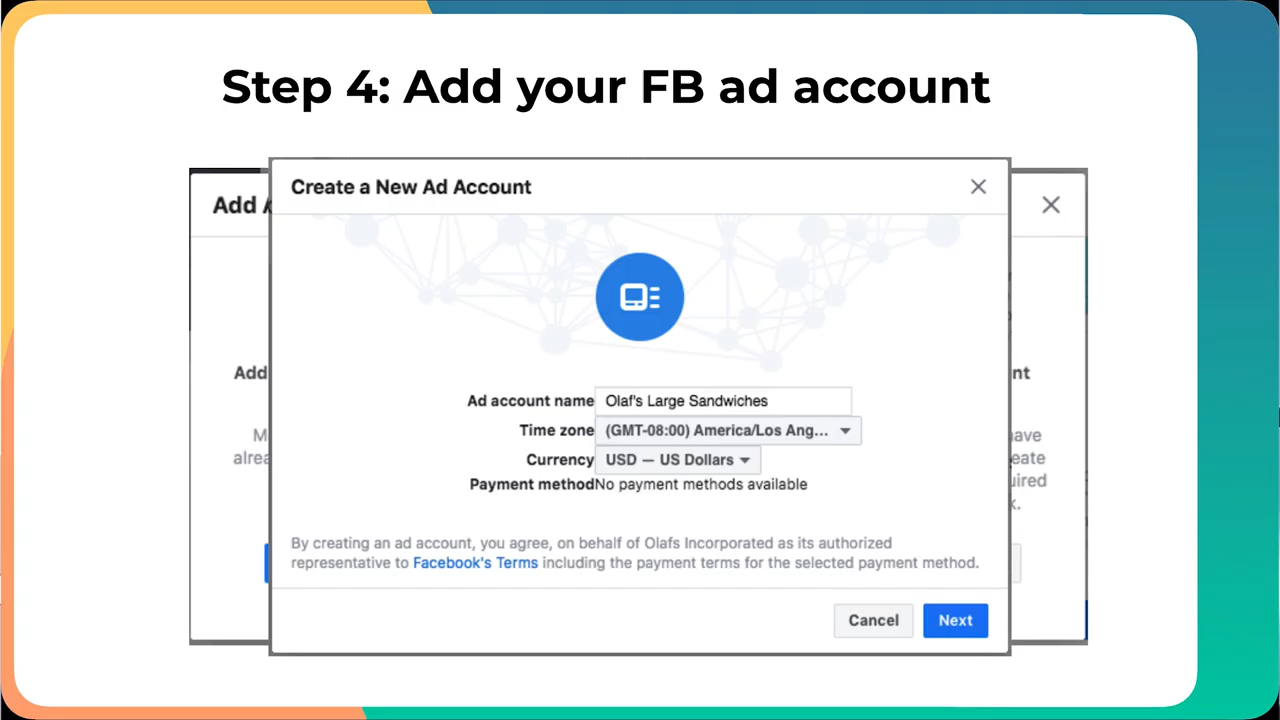 Step 4: Add your FB ad account
Create a New Ad Account
Add
Ad account name Olaf's Large Sandwiches
Add
nt
Time zone (GMT-08:00) America/Los Ang...
Currency USD — US Dollars
Payment method No payment methods available
By creating an ad account, you agree, on behalf of Olafs Incorporated as its authorized
representative to Facebook's Terms including the payment terms for the selected payment method.
Cancel
Next